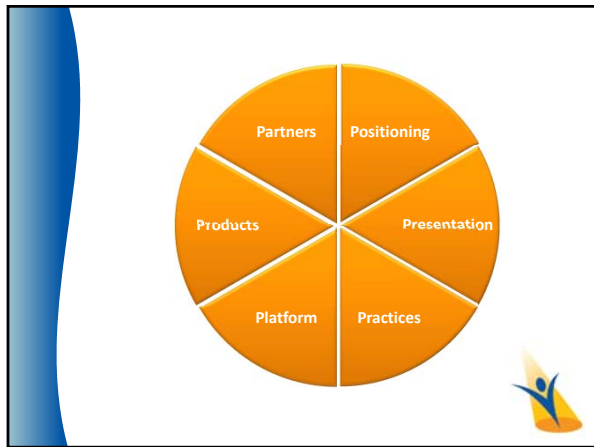 Partners Positioning
Products Presentation
Platform Practices